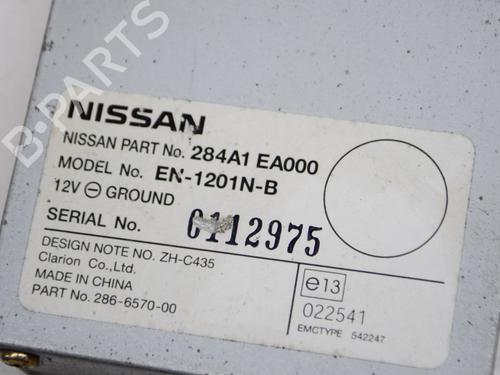 B-PARTS
NISSAN
NISSAN PART No. 284A1 EA000
MODEL No. EN-1201N-B
12V ⊖ GROUND
SERIAL No. 0112975
DESIGN NOTE NO. ZH-C435
Clarion Co.,Ltd.
MADE IN CHINA
PART No. 286-6570-00
e13
022541
EMCTYPE 542247